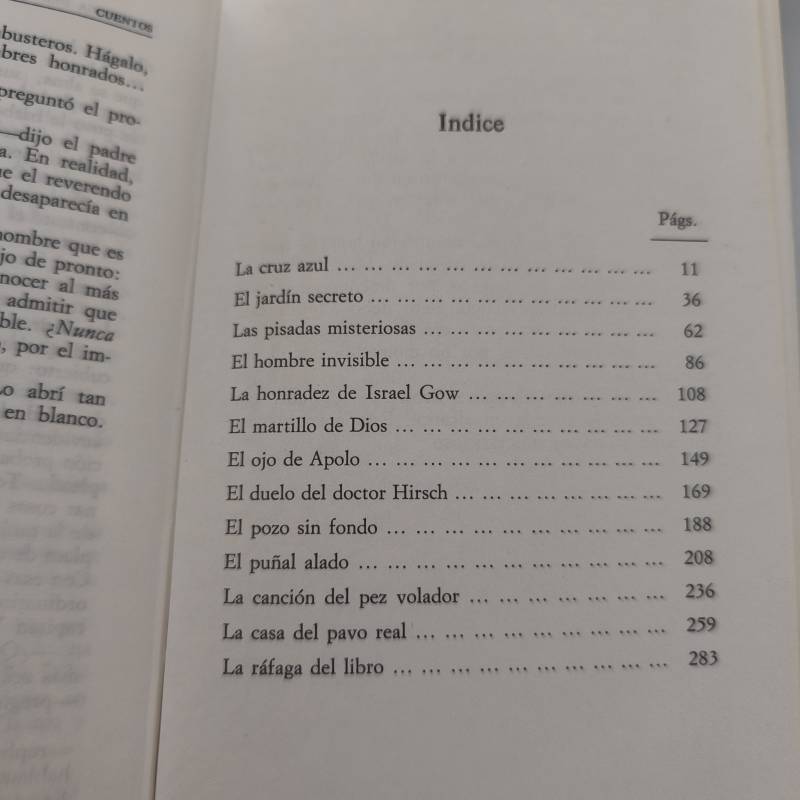 CUENTOS
busteros. Hágalo,
bres honrados...
preguntó el pro-
—dijo el padre
a. En realidad,
e el reverendo
desaparecía en
ombre que es
jo de pronto:
nocer al más
admitir que
ble. ¿Nunca
, por el im-
o abrí tan
en blanco.
Indice
Págs.
La cruz azul ... ... ... ... ... ... ... ... ... ... ... ... 11
El jardín secreto ... ... ... ... ... ... ... ... ... ... ... 36
Las pisadas misteriosas ... ... ... ... ... ... ... ... ... 62
El hombre invisible ... ... ... ... ... ... ... ... ... ... 86
La honradez de Israel Gow ... ... ... ... ... ... ... 108
El martillo de Dios ... ... ... ... ... ... ... ... ... ... 127
El ojo de Apolo ... ... ... ... ... ... ... ... ... ... ... 149
El duelo del doctor Hirsch ... ... ... ... ... ... ... ... 169
El pozo sin fondo ... ... ... ... ... ... ... ... ... ... 188
El puñal alado ... ... ... ... ... ... ... ... ... ... ... 208
La canción del pez volador ... ... ... ... ... ... ... 236
La casa del pavo real ... ... ... ... ... ... ... ... ... 259
La ráfaga del libro ... ... ... ... ... ... ... ... ... ... 283